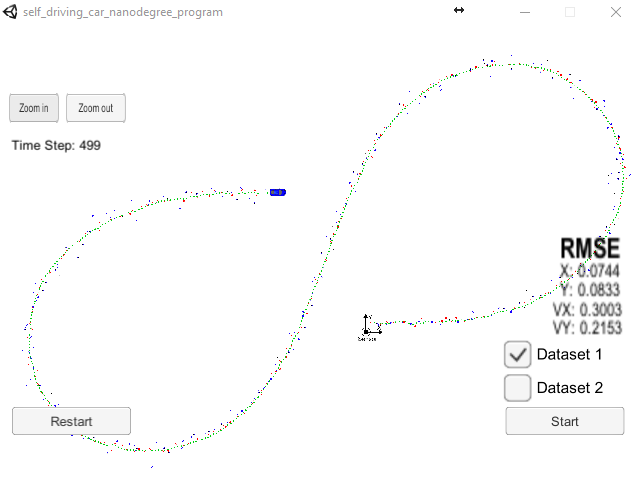 self_driving_car_nanodegree_program
Zoom in
Zoom out
Time Step: 499
RMSE
X: 0.0744
Y: 0.0833
VX: 0.3003
VY: 0.2153
Dataset 1
Dataset 2
Restart
Start